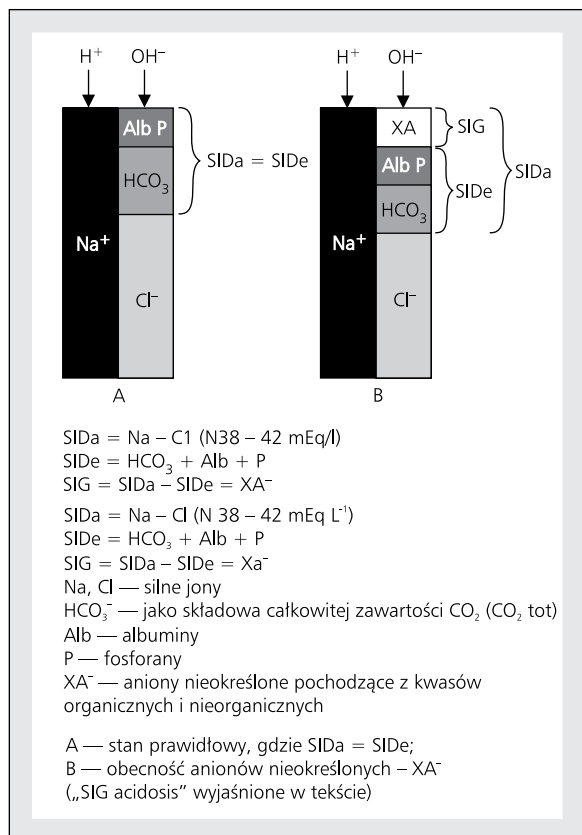 H⁺ OH⁻ H⁺ OH⁻
Alb P XA SIG
SIDa = SIDe Alb P SIDa
HCO₃ SIDe
HCO₃
Na⁺ Na⁺
Cl⁻ Cl⁻
A B
SIDa = Na – C1 (N38 – 42 mEq/l)
SIDe = HCO₃ + Alb + P
SIG = SIDa – SIDe = XA⁻
SIDa = Na – Cl (N 38 – 42 mEq L⁻¹)
SIDe = HCO₃ + Alb + P
SIG = SIDa – SIDe = Xa⁻
Na, Cl — silne jony
HCO₃⁻ — jako składowa całkowitej zawartości CO₂ (CO₂ tot)
Alb — albuminy
P — fosforany
XA⁻ — aniony nieokreślone pochodzące z kwasów
organicznych i nieorganicznych
A — stan prawidłowy, gdzie SIDa = SIDe;
B — obecność anionów nieokreślonych – XA⁻
(„SIG acidosis” wyjaśnione w tekście)